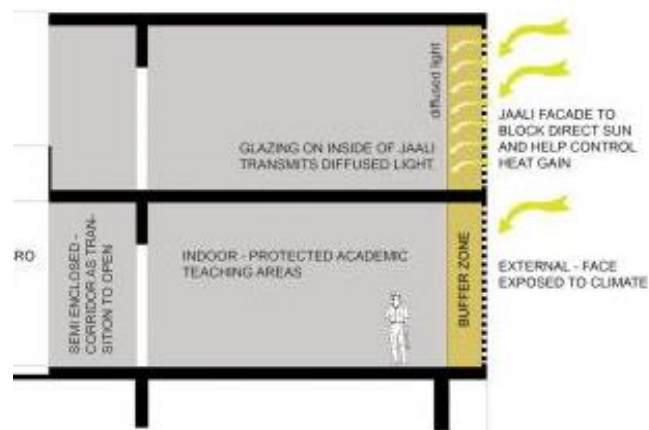 diffused light
GLAZING ON INSIDE OF JAALI
TRANSMITS DIFFUSED LIGHT
JAALI FACADE TO
BLOCK DIRECT SUN
AND HELP CONTROL
HEAT GAIN
RO
SEMI ENCLOSED -
CORRIDOR AS TRAN-
SITION TO OPEN
INDOOR - PROTECTED ACADEMIC
TEACHING AREAS
BUFFER ZONE
EXTERNAL - FACE
EXPOSED TO CLIMATE